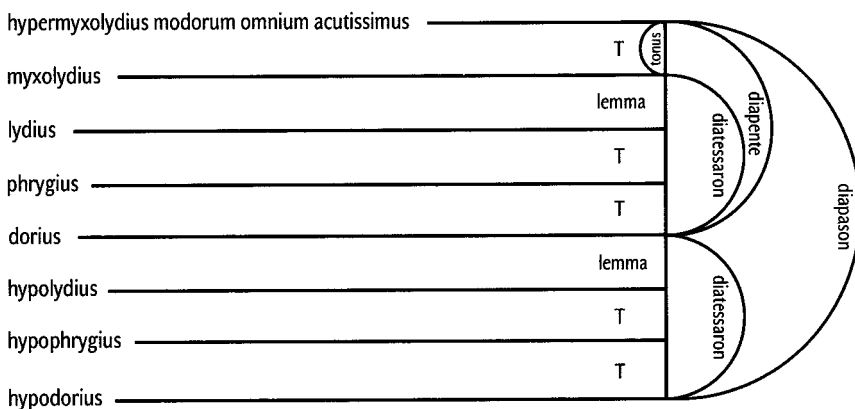 hypermyxolydius modorum omnium acutissimus
T
tonus
myxolydius
lemma
lydius
T
phrygius
T
dorius
diatessaron
diapente
diapason
lemma
hypolydius
T
hypophrygius
T
hypodorius
diatessaron